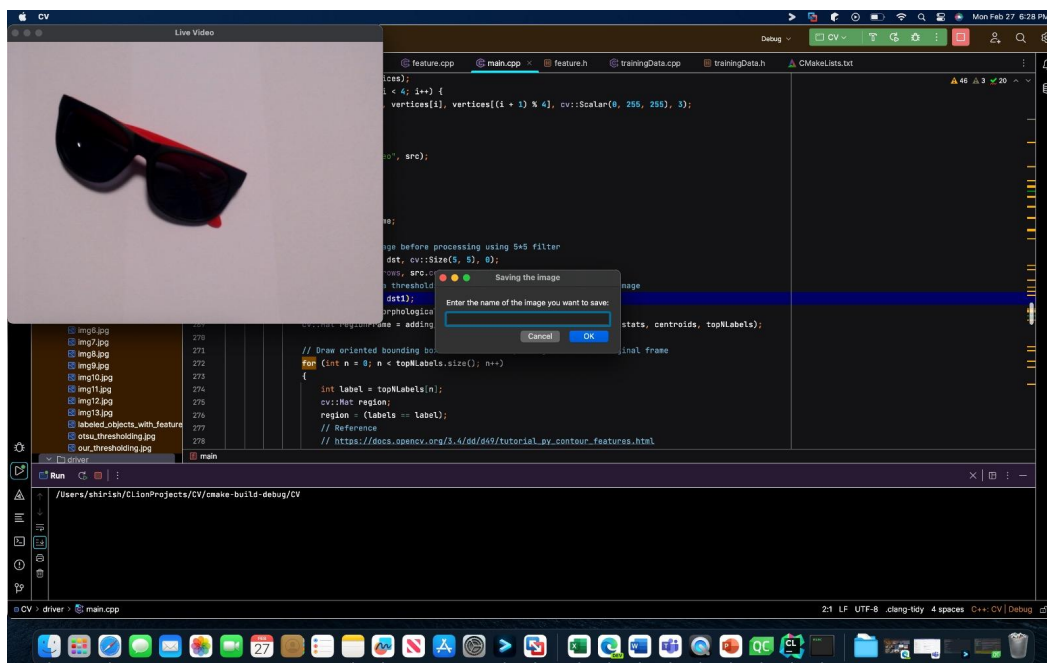 CV
Mon Feb 27 6:28 PM
Live Video
Debug
CV
feature.cpp
main.cpp
feature.h
trainingData.cpp
trainingData.h
CMakeLists.txt
46 3 20
ices);
i < 4; i++) {
, vertices[i], vertices[(i + 1) % 4], cv::Scalar(0, 255, 255), 3);
eo", src);
me;
age before processing using 5*5 filter
dst, cv::Size(5, 5), 0);
rows, src.c
n threshold
mage
dst1);
orphologica
stats, centroids, topNLabels);
cv::Mat regionFrame = adding
Saving the image
Enter the name of the image you want to save:
Cancel
OK
img6.jpg
img7.jpg
img8.jpg
img9.jpg
img10.jpg
img11.jpg
img12.jpg
img13.jpg
labeled_objects_with_feature
otsu_thresholding.jpg
our_thresholding.jpg
driver
270
271 // Draw oriented bounding bo
inal frame
272 for (int n = 0; n < topNLabels.size(); n++)
273 {
274 int label = topNLabels[n];
275 cv::Mat region;
276 region = (labels == label);
277 // Reference
278 // https://docs.opencv.org/3.4/dd/d49/tutorial_py_contour_features.html
main
Run
/Users/shirish/CLionProjects/CV/cmake-build-debug/CV
CV > driver > main.cpp
2:1 LF UTF-8 .clang-tidy 4 spaces C++: CV | Debug
FEB
27
QC
CL